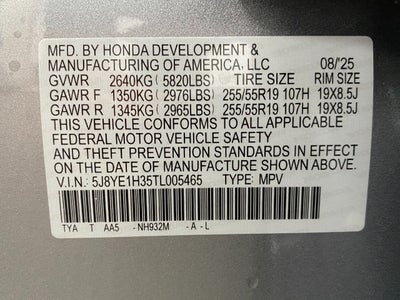 MFD. BY HONDA DEVELOPMENT &
MANUFACTURING OF AMERICA, LLC 08/'25
GVWR 2640KG (5820LBS) TIRE SIZE RIM SIZE
GAWR F 1350KG (2976LBS) 255/55R19 107H 19X8.5J
GAWR R 1345KG (2965LBS) 255/55R19 107H 19X8.5J
THIS VEHICLE CONFORMS TO ALL APPLICABLE
FEDERAL MOTOR VEHICLE SAFETY
STANDARDS IN EFFECT
ON THE DATE OF MANUFACTURE SHOWN ABOVE.
V.I.N.: 5J8YE1H35TL005465 TYPE: MPV
TYA T AA5 -NH932M -A -L